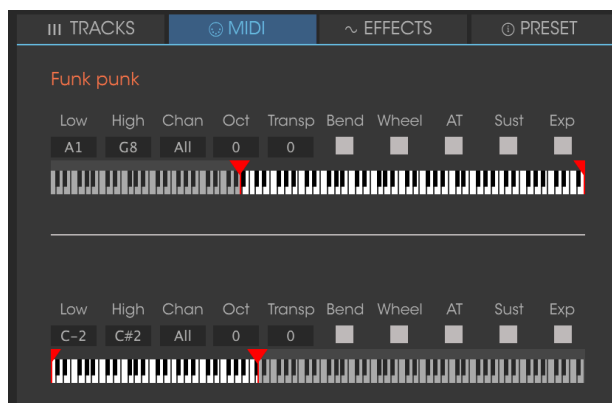 TRACKS MIDI EFFECTS PRESET
Funk punk
Low High Chan Oct Transp Bend Wheel AT Sust Exp
A1 G8 All 0 0
Low High Chan Oct Transp Bend Wheel AT Sust Exp
C-2 C#2 All 0 0